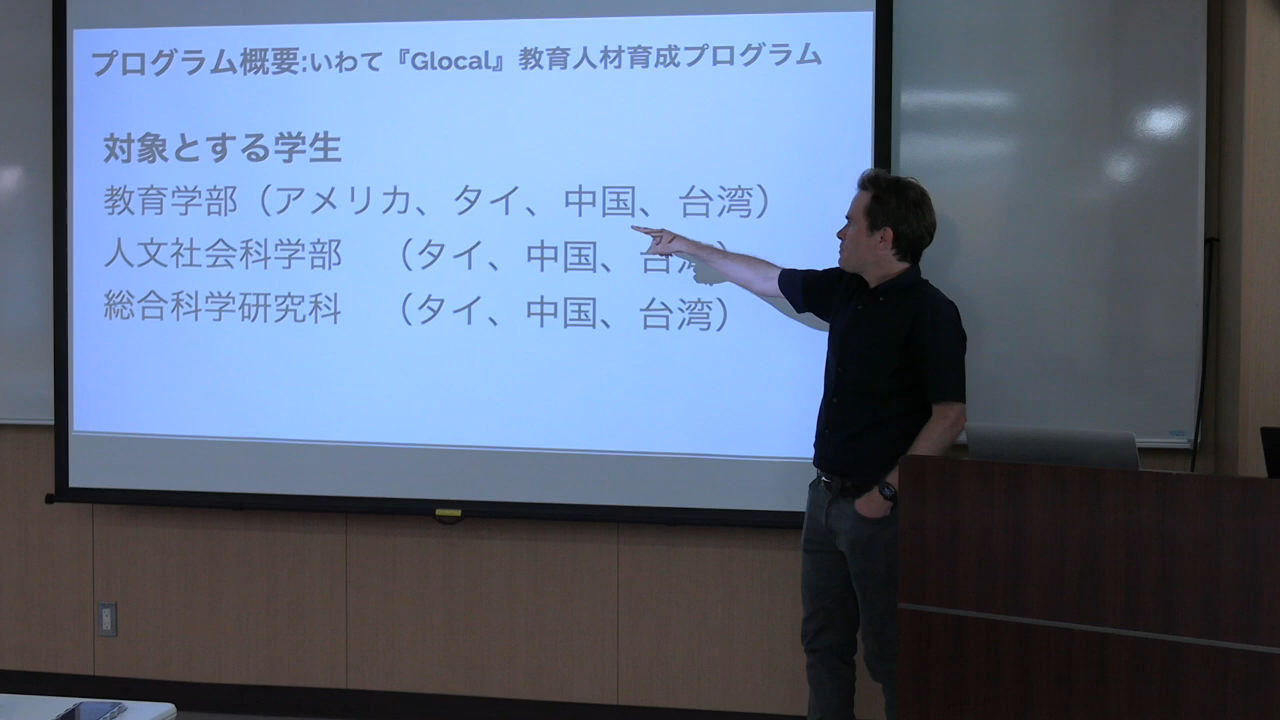 プログラム概要:いわて『Glocal』教育人材育成プログラム
対象とする学生
教育学部（アメリカ、タイ、中国、台湾）
人文社会科学部　（タイ、中国、台湾）
総合科学研究科　（タイ、中国、台湾）